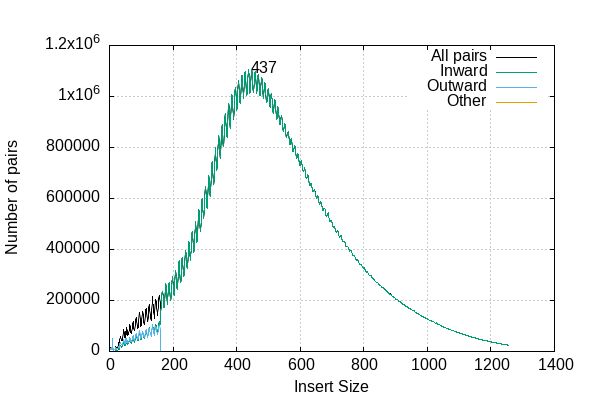 1.2x10^6
1x10^6
800000
600000
400000
200000
0
Number of pairs
437
All pairs
Inward
Outward
Other
0 200 400 600 800 1000 1200 1400
Insert Size